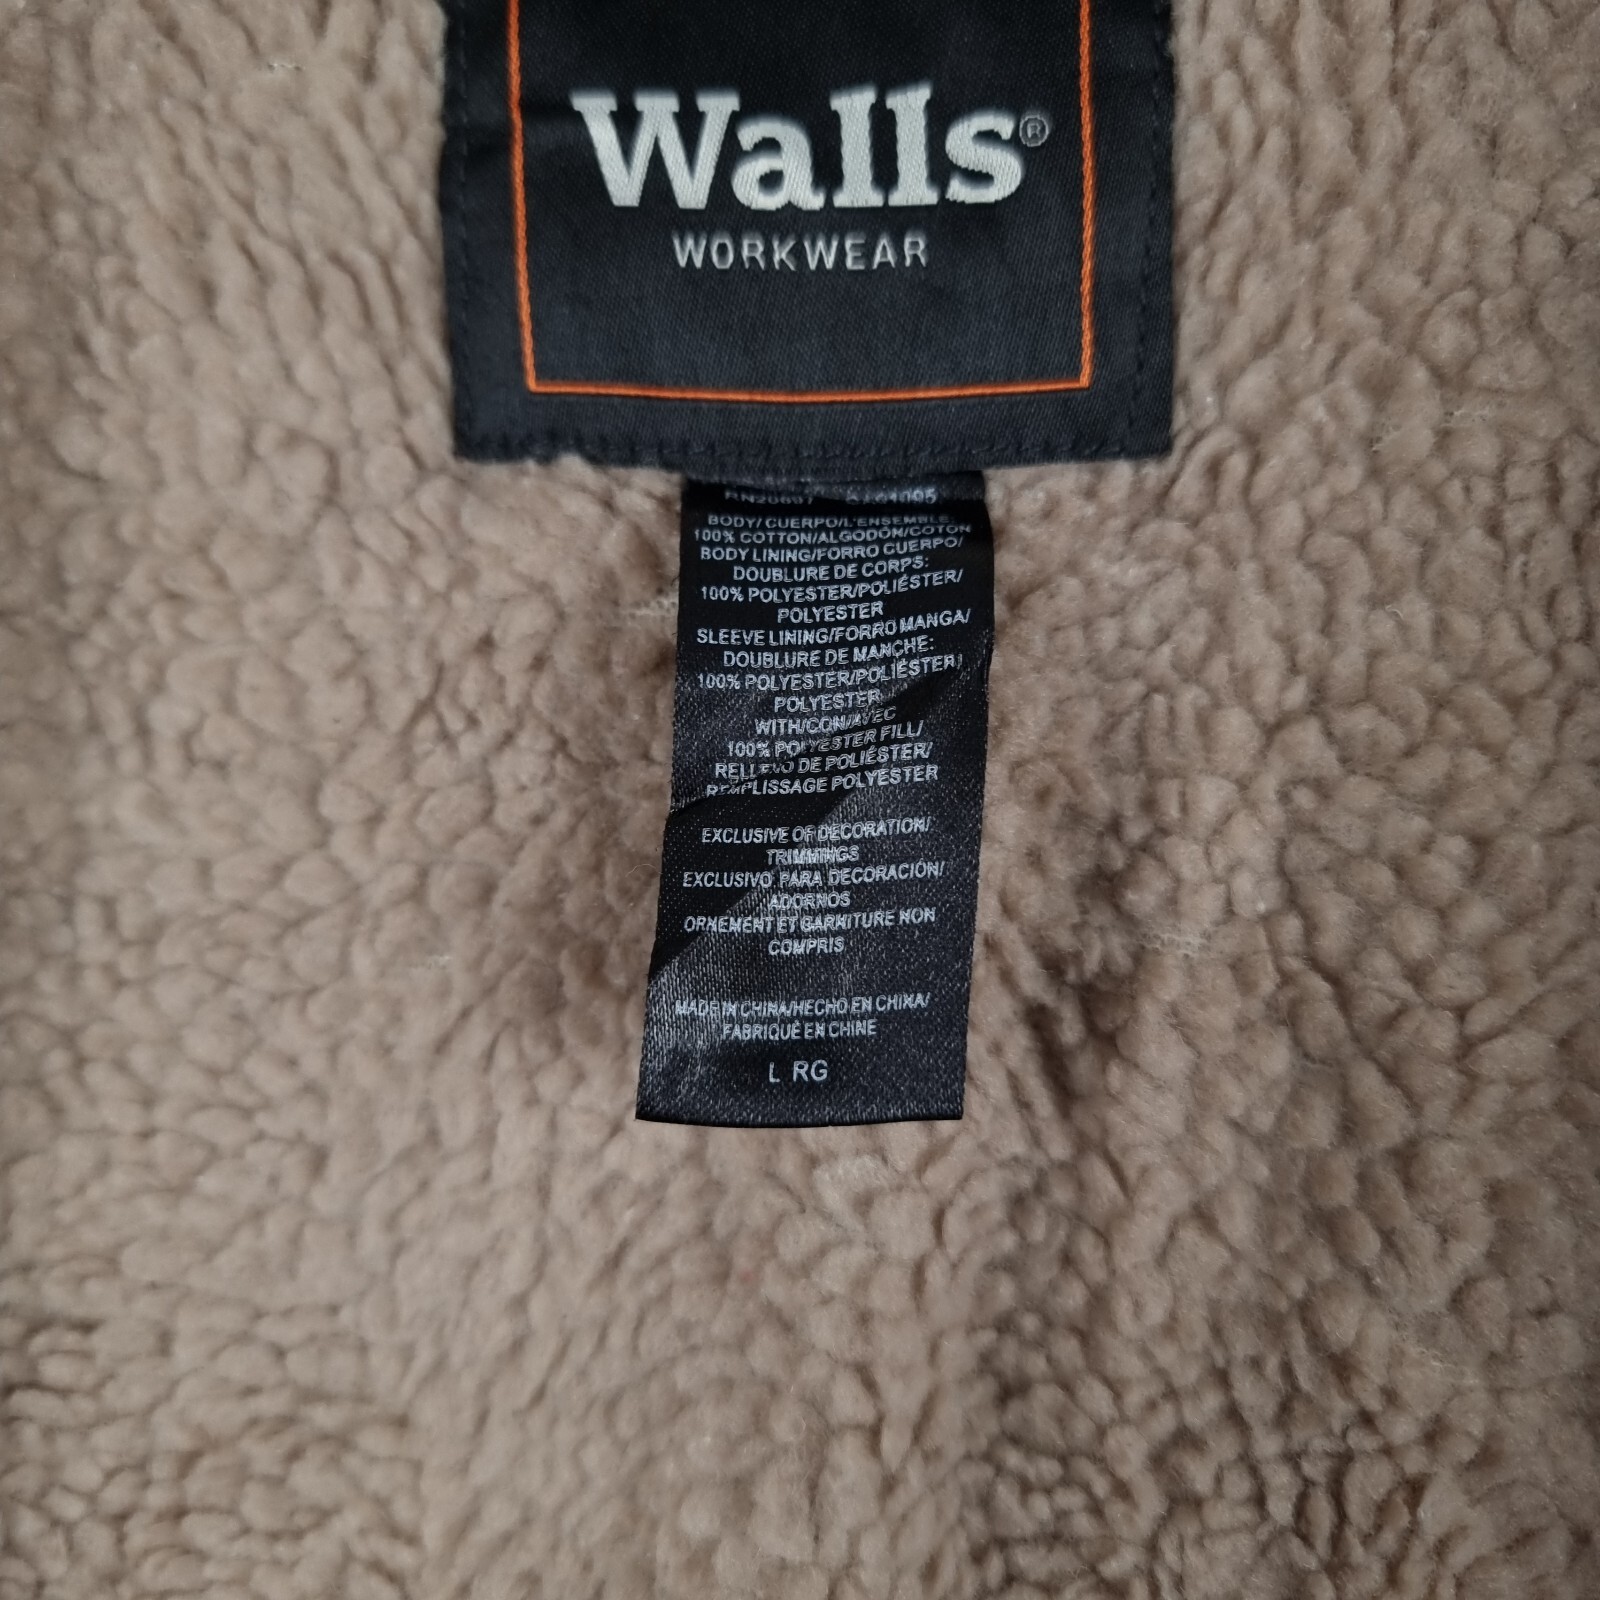 Walls®
WORKWEAR
BODY/ CUERPO/L'ENSEMBLE:
100% COTTON/ALGODÓN/COTON
BODY LINING/FORRO CUERPO/
DOUBLURE DE CORPS:
100% POLYESTER/POLIÉSTER/
POLYESTER
SLEEVE LINING/FORRO MANGA/
DOUBLURE DE MANCHE:
100% POLYESTER/POLIÉSTER/
POLYESTER
WITH/CON/AVEC
100% POLYESTER FILL/
RELLENO DE POLIÉSTER/
REMPLISSAGE POLYESTER
EXCLUSIVE OF DECORATION/
TRIMMINGS
EXCLUSIVO PARA DECORACIÓN/
ADORNOS
ORNEMENT ET GARNITURE NON
COMPRIS
MADE IN CHINA/HECHO EN CHINA/
FABRIQUÉ EN CHINE
L RG